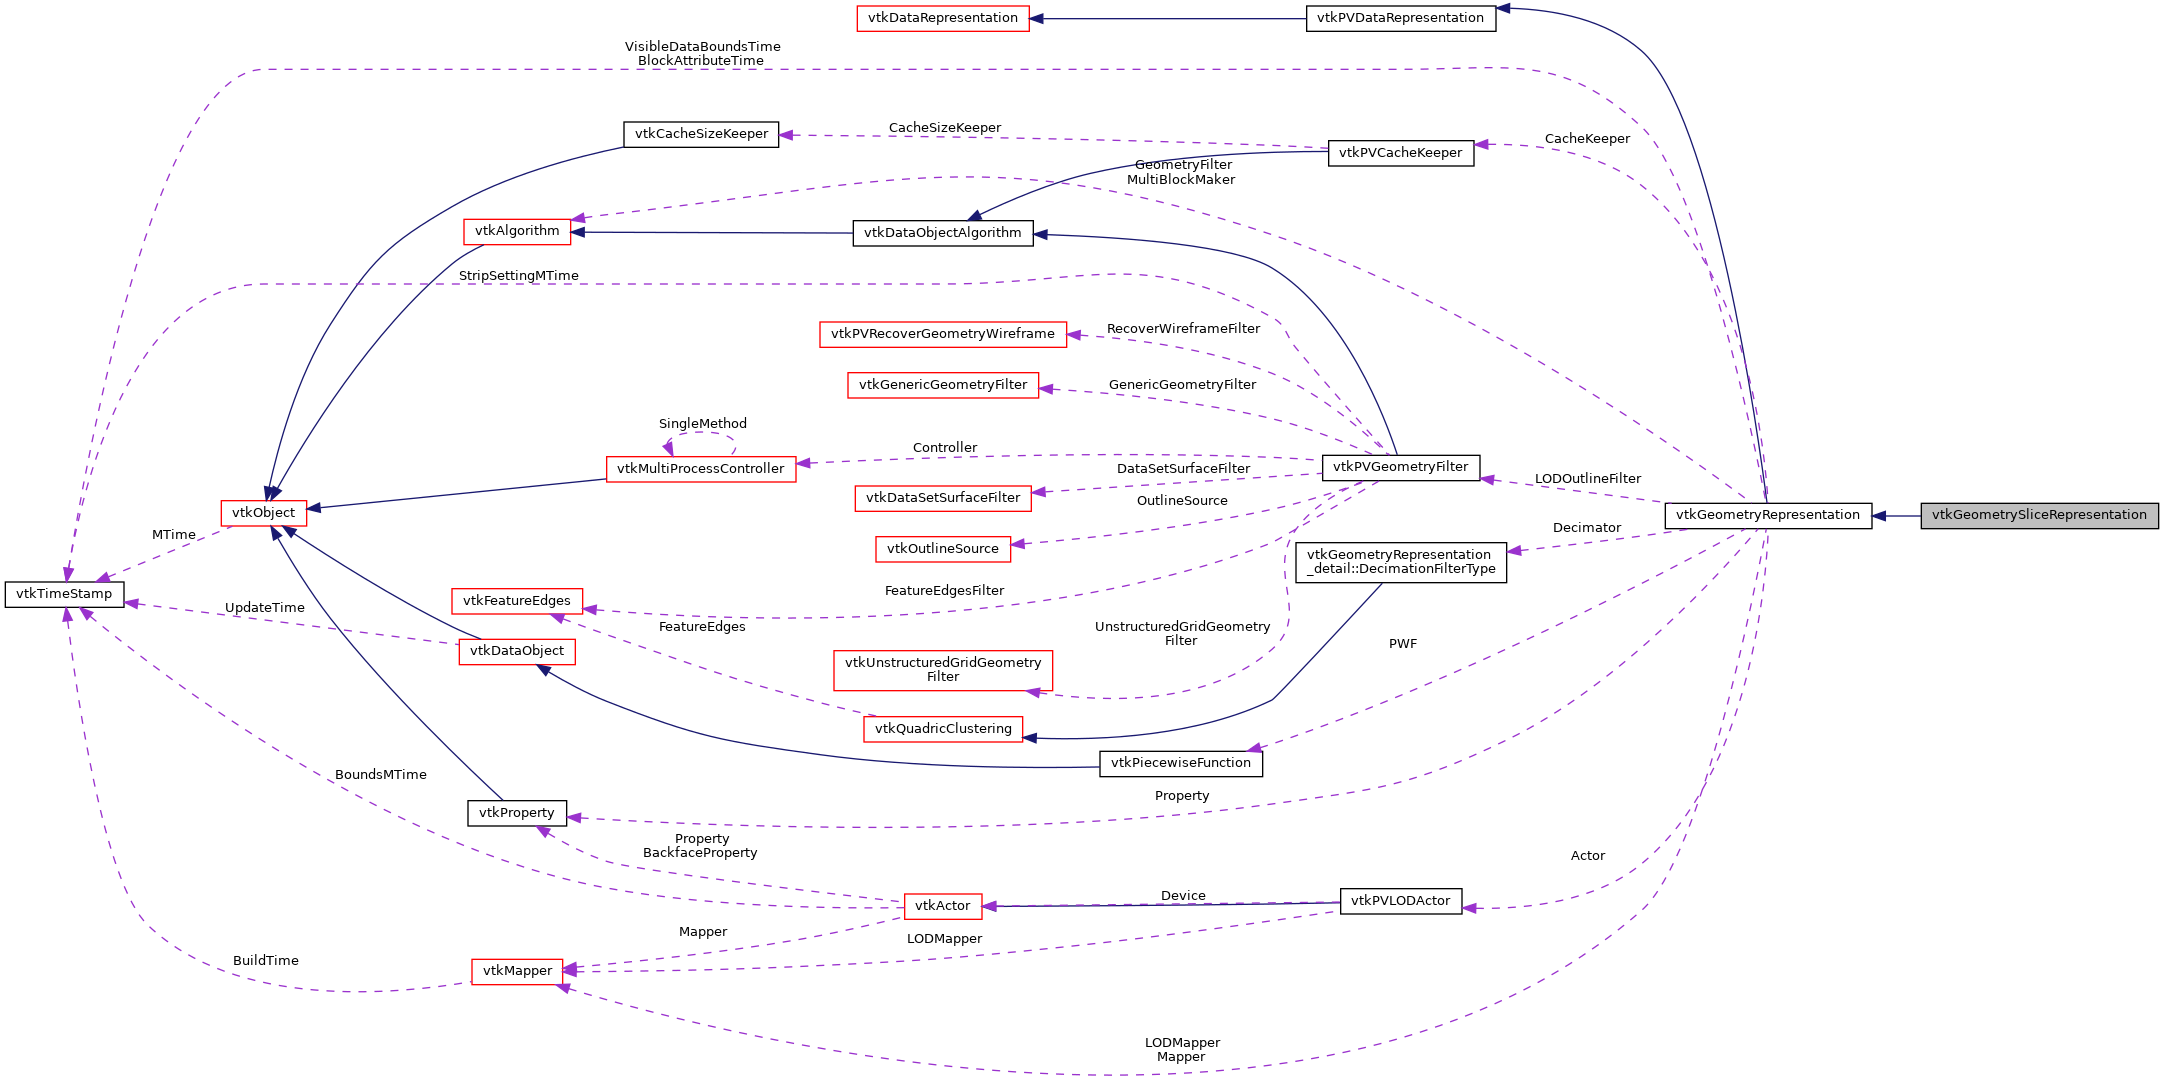 vtkDataRepresentation
vtkPVDataRepresentation
VisibleDataBoundsTime
BlockAttributeTime
vtkCacheSizeKeeper
CacheSizeKeeper
CacheKeeper
vtkPVCacheKeeper
GeometryFilter
MultiBlockMaker
vtkAlgorithm
vtkDataObjectAlgorithm
StripSettingMTime
vtkPVRecoverGeometryWireframe
RecoverWireframeFilter
vtkGenericGeometryFilter
GenericGeometryFilter
SingleMethod
Controller
vtkMultiProcessController
DataSetSurfaceFilter
vtkPVGeometryFilter
LODOutlineFilter
vtkDataSetSurfaceFilter
OutlineSource
vtkObject
vtkGeometryRepresentation
vtkGeometrySliceRepresentation
MTime
Decimator
vtkOutlineSource
vtkGeometryRepresentation
_detail::DecimationFilterType
vtkTimeStamp
UpdateTime
vtkFeatureEdges
FeatureEdgesFilter
FeatureEdges
UnstructuredGridGeometry
Filter
PWF
vtkDataObject
vtkUnstructuredGridGeometry
Filter
vtkQuadricClustering
vtkPiecewiseFunction
BoundsMTime
Property
vtkProperty
Property
BackfaceProperty
Actor
Device
vtkActor
vtkPVLODActor
Mapper
LODMapper
BuildTime
vtkMapper
LODMapper
Mapper